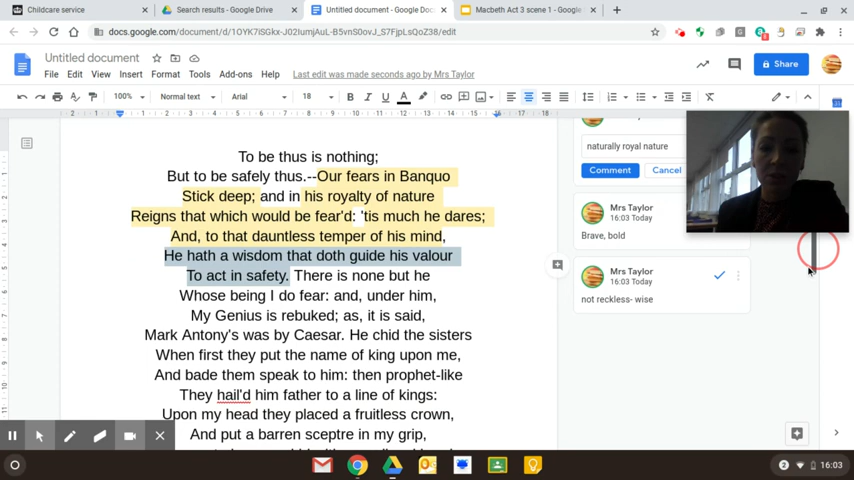 Childcare service
Search results - Google Drive
Untitled document - Google Doc
Macbeth Act 3 scene 1 - Google
docs.google.com/document/d/
Untitled document
File Edit View Insert Format Tools Add-ons Help
Last edit was made seconds ago by Mrs Taylor
Share
100%
Normal text
Arial
18
To be thus is nothing;
But to be safely thus.--Our fears in Banquo
Stick deep; and in his royalty of nature
Reigns that which would be fear'd: 'tis much he dares;
And, to that dauntless temper of his mind,
He hath a wisdom that doth guide his valour
To act in safety. There is none but he
Whose being I do fear: and, under him,
My Genius is rebuked; as, it is said,
Mark Antony's was by Caesar. He chid the sisters
When first they put the name of king upon me,
And bade them speak to him: then prophet-like
They hail'd him father to a line of kings:
Upon my head they placed a fruitless crown,
And put a barren sceptre in my grip,
naturally royal nature
Comment
Cancel
Mrs Taylor
16:03 Today
Brave, bold
Mrs Taylor
16:03 Today
not reckless- wise
2
16:03